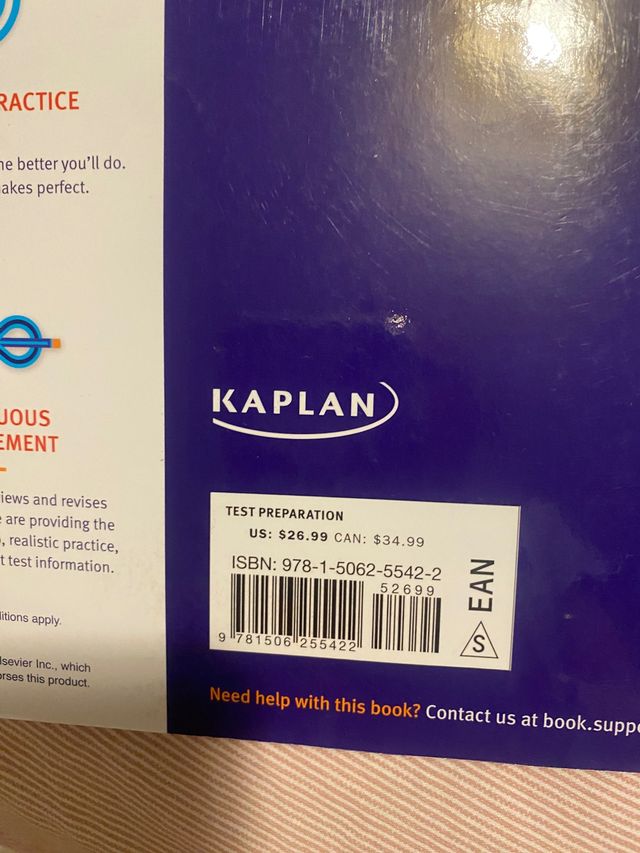 RACTICE
he better you'll do.
akes perfect.
UOUS
EMENT
iews and revises
e are providing the
, realistic practice,
t test information.
litions apply.
lsevier Inc., which
orses this product.
KAPLAN
TEST PREPARATION
US: $26.99 CAN: $34.99
ISBN: 978-1-5062-5542-2
52699
9 781506 255422
EAN
S
Need help with this book? Contact us at book.suppo